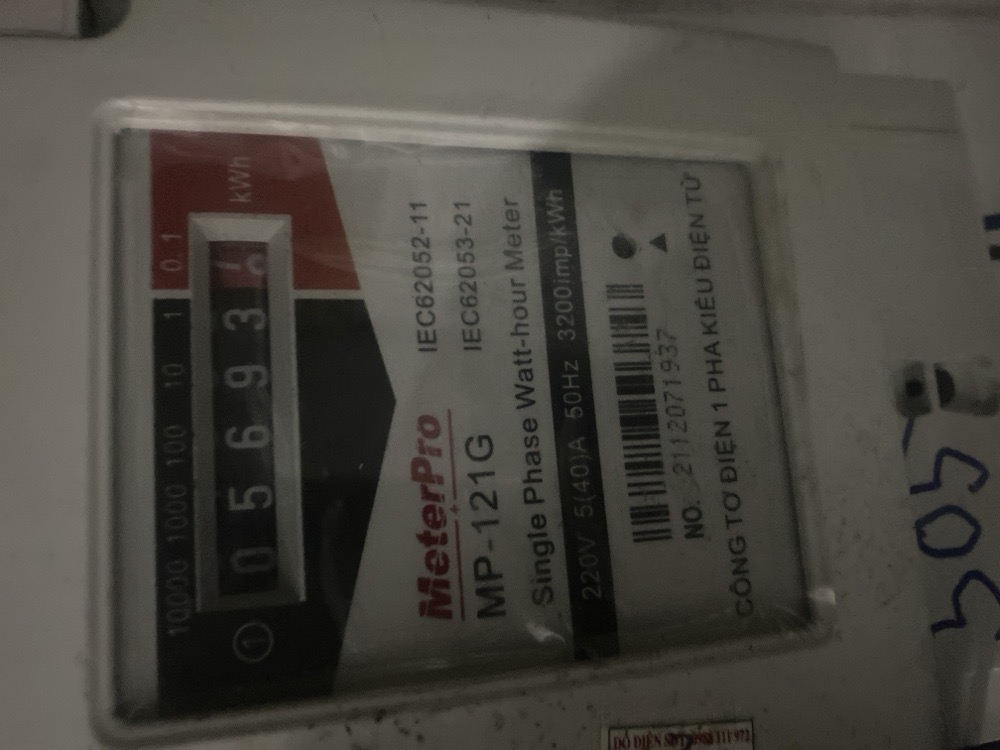 10000 1000 100 10 1 0.1
① 0 5 6 9 3 kWh
MeterPro
MP-121G
IEC62052-11
IEC62053-21
Single Phase Watt-hour Meter
220V 5(40)A 50Hz 3200imp/kWh
NO. 2112071937
CÔNG TƠ ĐIỆN 1 PHA KIỂU ĐIỆN TỬ
505